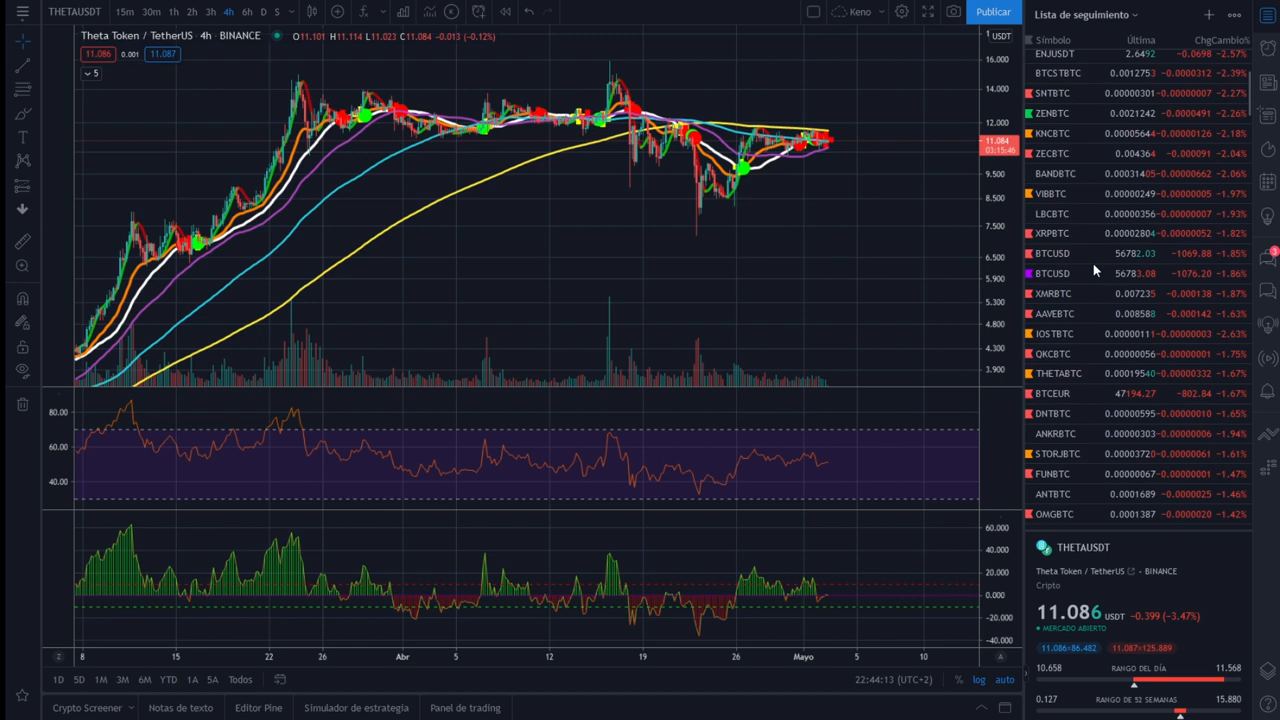 THETAUSDT 15m 30m 1h 2h 3h 4h 6h D S Keno Publicar
Theta Token / TetherUS · 4h · BINANCE O11.101 H11.114 L11.023 C11.084 -0.013 (-0.12%)
11.086 0.001 11.087
5
USDT
16.000
14.000
12.000
11.084
03:15:46
9.500
8.500
7.500
6.500
5.900
5.300
4.800
4.300
3.900
80.00
60.00
40.00
60.000
40.000
20.000
0.000
-20.000
-40.000
8 15 22 26 Abr 5 12 19 26 Mayo 5 10
1D 5D 1M 3M 6M YTD 1A 5A Todos 22:44:13 (UTC+2) % log auto
Crypto Screener Notas de texto Editor Pine Simulador de estrategia Panel de trading
Lista de seguimiento
Símbolo Última Chg Cambio%
ENJUSDT 2.6492 -0.0698 -2.57%
BTCSTBTC 0.0012753 -0.0000312 -2.39%
SNTBTC 0.00000301 -0.00000007 -2.27%
ZENBTC 0.0021242 -0.0000491 -2.26%
KNCBTC 0.00005644 -0.00000126 -2.18%
ZECBTC 0.004364 -0.000091 -2.04%
BANDBTC 0.00031405 -0.00000662 -2.06%
VIBBTC 0.00000249 -0.00000005 -1.97%
LBCBTC 0.00000356 -0.00000007 -1.93%
XRPBTC 0.00002804 -0.00000052 -1.82%
BTCUSD 56782.03 -1069.88 -1.85%
BTCUSD 56783.08 -1076.20 -1.86%
XMRBTC 0.007235 -0.000138 -1.87%
AAVEBTC 0.008588 -0.000142 -1.63%
IOSTBTC 0.00000111 -0.00000003 -2.63%
QKCBTC 0.00000056 -0.00000001 -1.75%
THETABTC 0.00019540 -0.00000332 -1.67%
BTCEUR 47194.27 -802.84 -1.67%
DNTBTC 0.00000595 -0.00000010 -1.65%
ANKRBTC 0.00000303 -0.00000006 -1.94%
STORJBTC 0.00003720 -0.00000061 -1.61%
FUNBTC 0.00000067 -0.00000001 -1.47%
ANTBTC 0.0001689 -0.0000025 -1.46%
OMGBTC 0.0001387 -0.0000020 -1.42%
THETAUSDT
Theta Token / TetherUS · BINANCE
Cripto
11.086 USDT -0.399 (-3.47%)
MERCADO ABIERTO
11.086×86.482 11.087×125.889
10.658 RANGO DEL DÍA 11.568
0.127 RANGO DE 52 SEMANAS 15.880
3